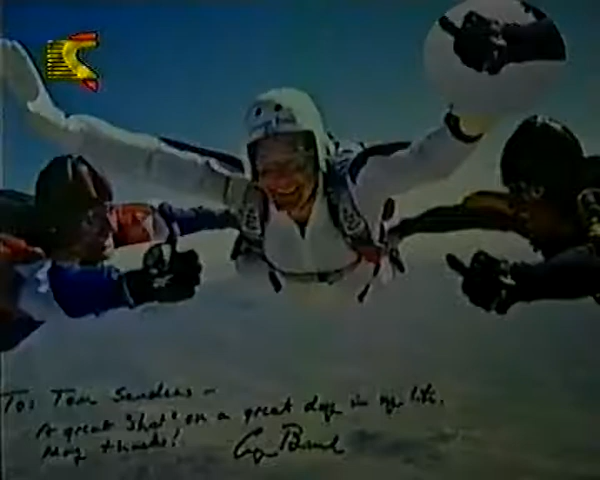 To: Tom Sanders -
A great shot, on a great day in my life.
Many thanks!